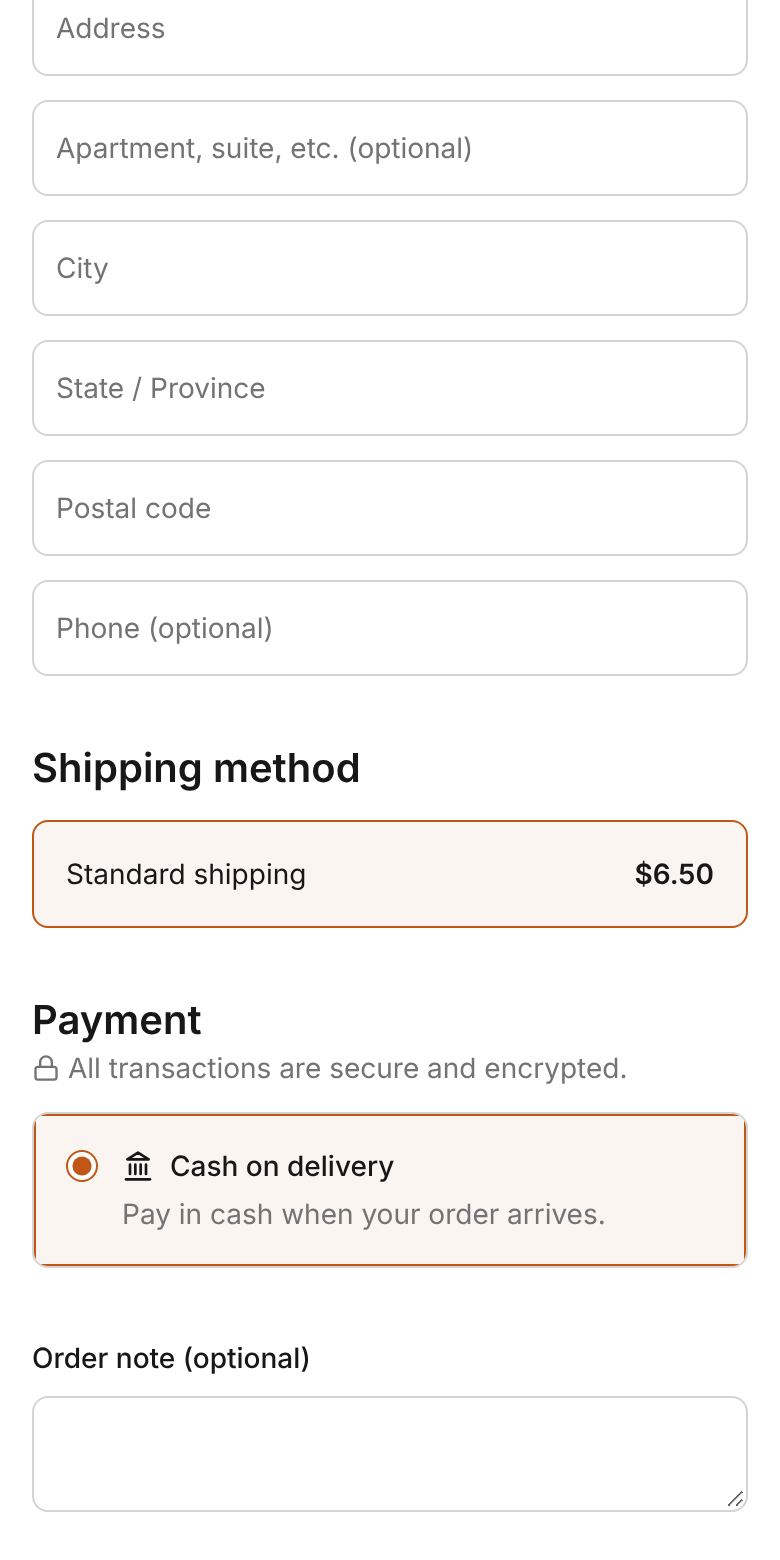 Address
Apartment, suite, etc. (optional)
City
State / Province
Postal code
Phone (optional)
Shipping method
Standard shipping $6.50
Payment
All transactions are secure and encrypted.
Cash on delivery
Pay in cash when your order arrives.
Order note (optional)